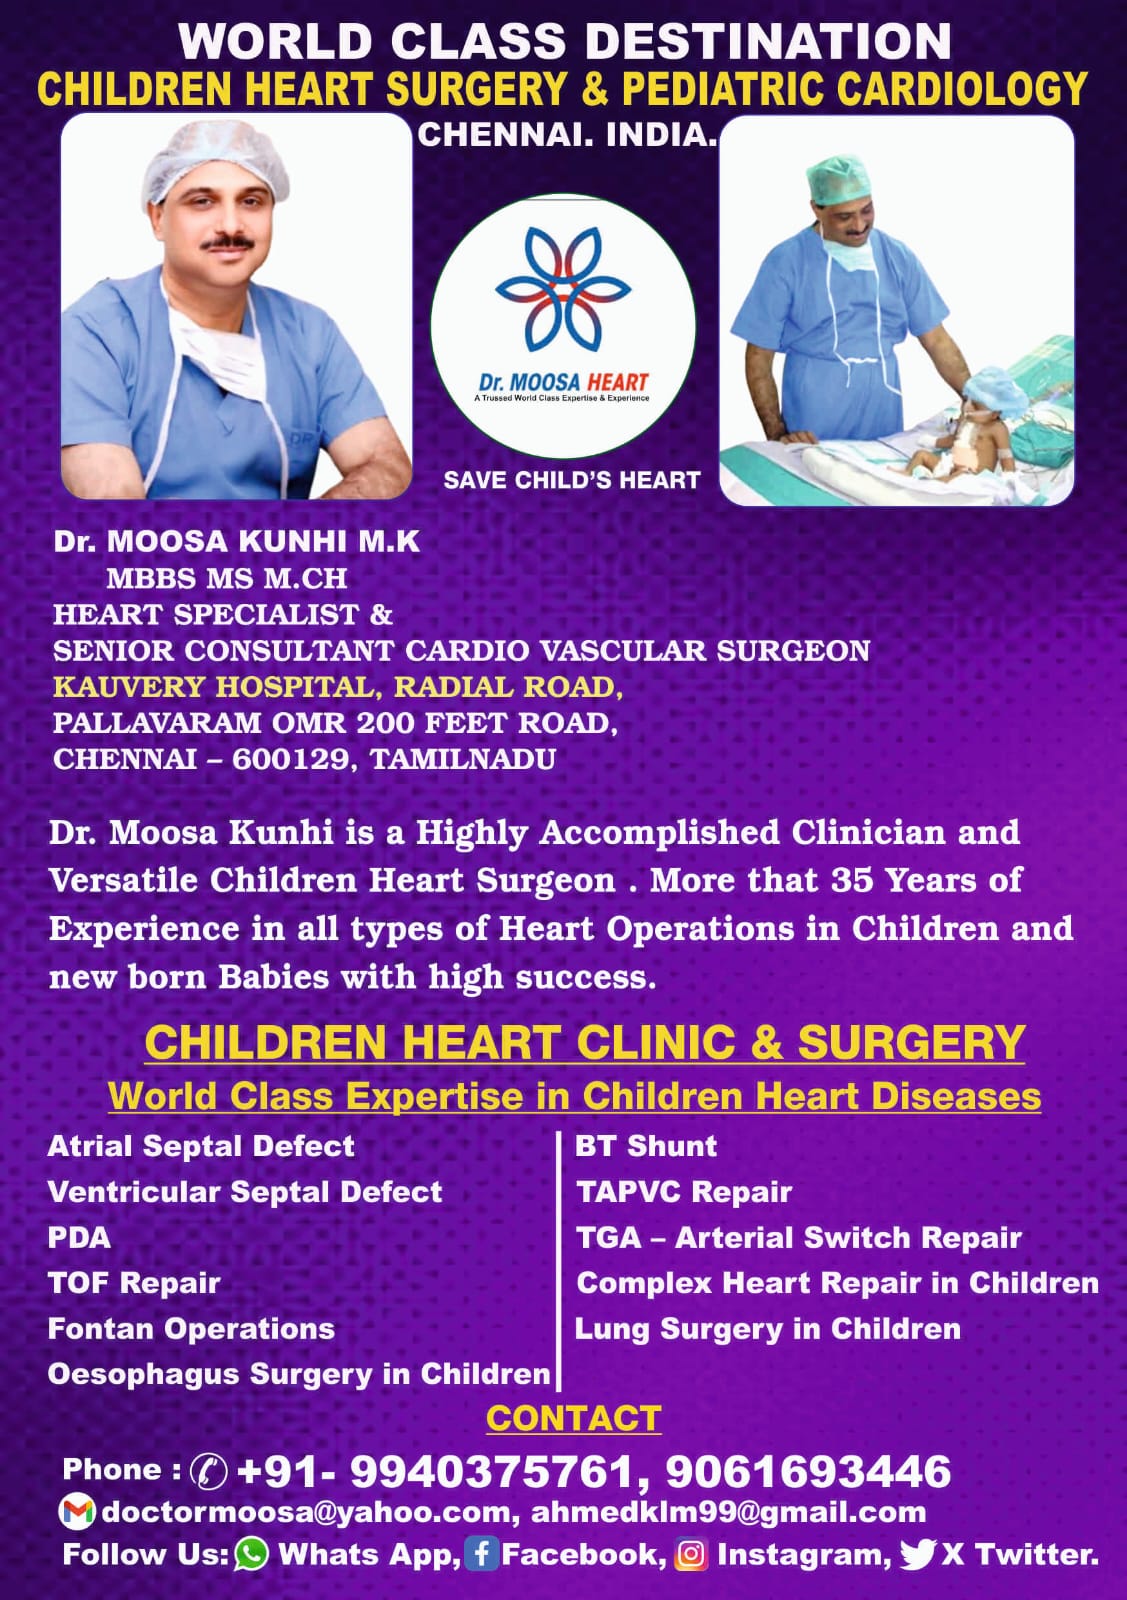 WORLD CLASS DESTINATION
CHILDREN HEART SURGERY & PEDIATRIC CARDIOLOGY
CHENNAI. INDIA.
DR
Dr. MOOSA HEART
A Trussed World Class Expertise & Experience
SAVE CHILD'S HEART
Dr. MOOSA KUNHI M.K
MBBS MS M.CH
HEART SPECIALIST &
SENIOR CONSULTANT CARDIO VASCULAR SURGEON
KAUVERY HOSPITAL, RADIAL ROAD,
PALLAVARAM OMR 200 FEET ROAD,
CHENNAI – 600129, TAMILNADU
Dr. Moosa Kunhi is a Highly Accomplished Clinician and
Versatile Children Heart Surgeon . More that 35 Years of
Experience in all types of Heart Operations in Children and
new born Babies with high success.
CHILDREN HEART CLINIC & SURGERY
World Class Expertise in Children Heart Diseases
Atrial Septal Defect
Ventricular Septal Defect
PDA
TOF Repair
Fontan Operations
Oesophagus Surgery in Children
BT Shunt
TAPVC Repair
TGA – Arterial Switch Repair
Complex Heart Repair in Children
Lung Surgery in Children
CONTACT
Phone : +91- 9940375761, 9061693446
doctormoosa@yahoo.com, ahmedklm99@gmail.com
Follow Us: Whats App, Facebook, Instagram, X Twitter.